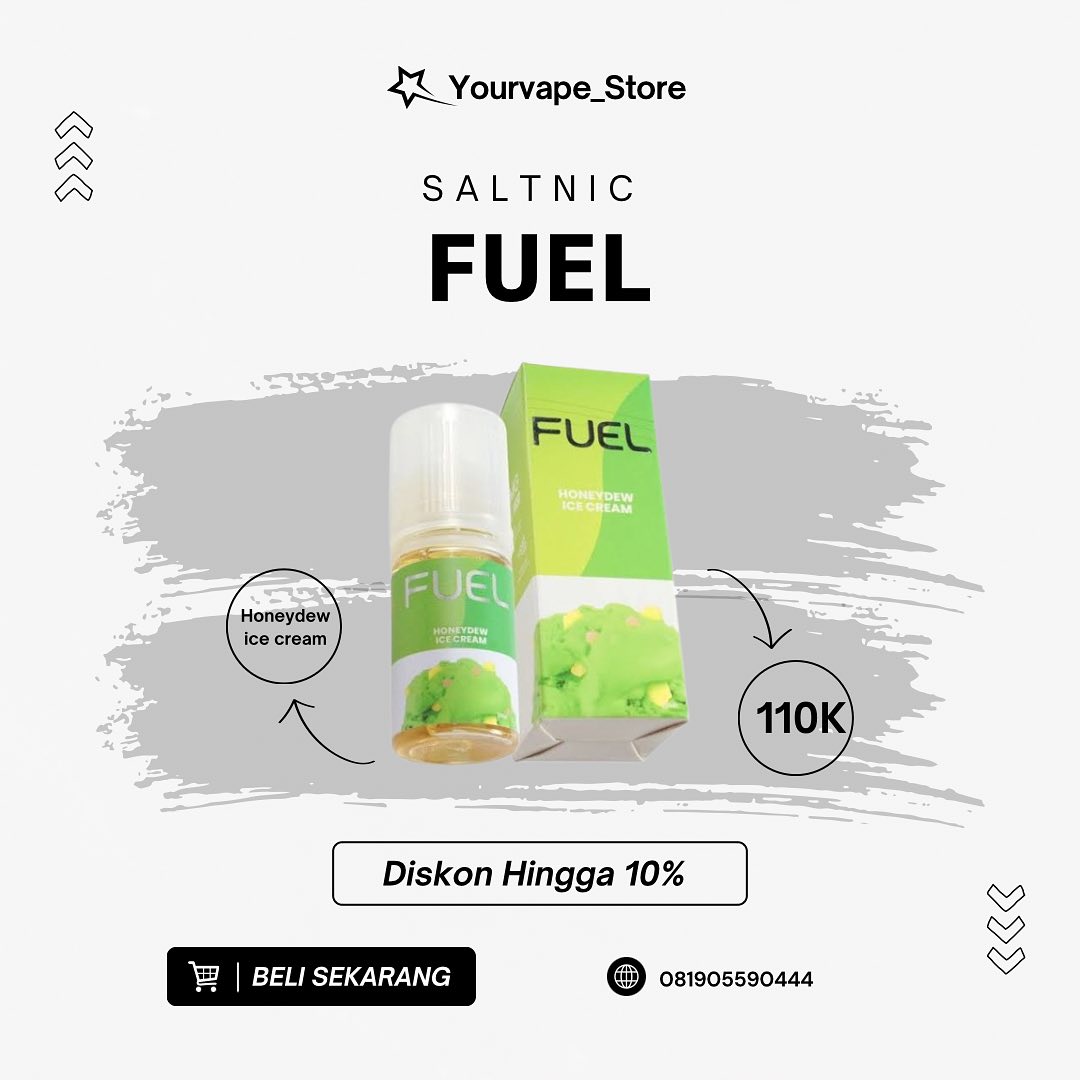 Yourvape_Store
SALTNIC
FUEL
FUEL
HONEYDEW
ICE CREAM
FUEL
HONEYDEW
ICE CREAM
Honeydew
ice cream
110K
Diskon Hingga 10%
BELI SEKARANG
081905590444